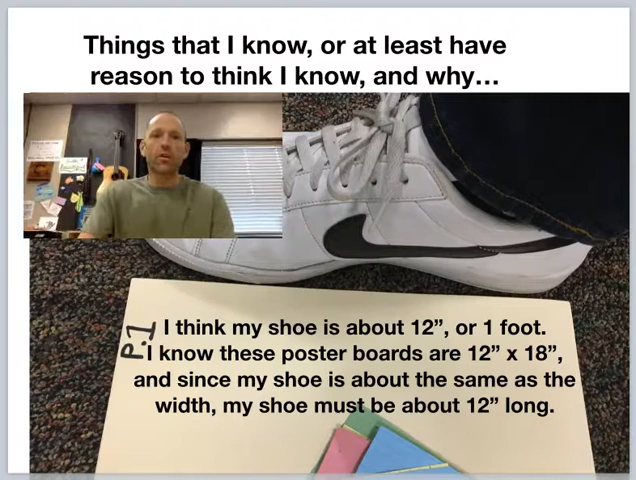 Things that I know, or at least have
reason to think I know, and why…
P.1
I think my shoe is about 12”, or 1 foot.
I know these poster boards are 12” x 18”,
and since my shoe is about the same as the
width, my shoe must be about 12” long.